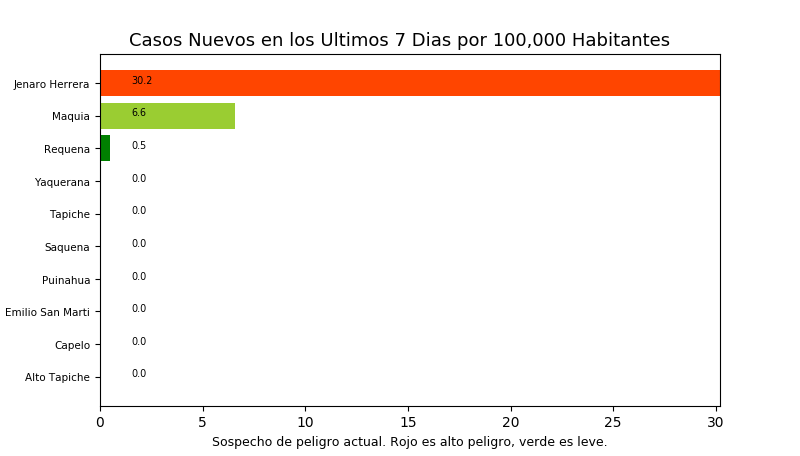 Casos Nuevos en los Ultimos 7 Dias por 100,000 Habitantes
Jenaro Herrera 30.2
Maquia 6.6
Requena 0.5
Yaquerana 0.0
Tapiche 0.0
Saquena 0.0
Puinahua 0.0
Emilio San Marti 0.0
Capelo 0.0
Alto Tapiche 0.0
0 5 10 15 20 25 30
Sospecho de peligro actual. Rojo es alto peligro, verde es leve.